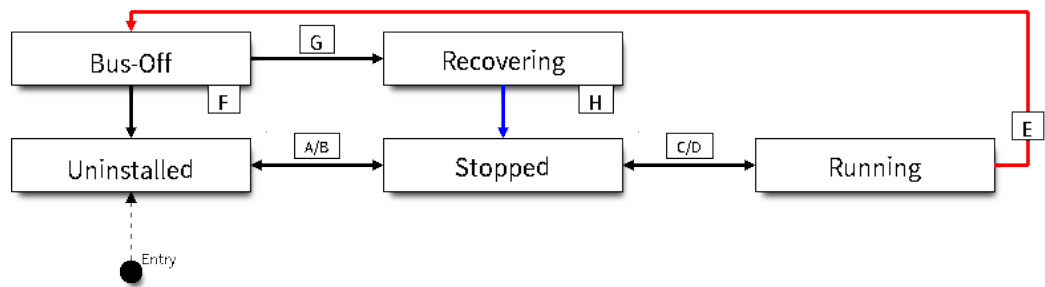 G
Bus-Off
Recovering
F
H
E
A/B
C/D
Uninstalled
Stopped
Running
Entry